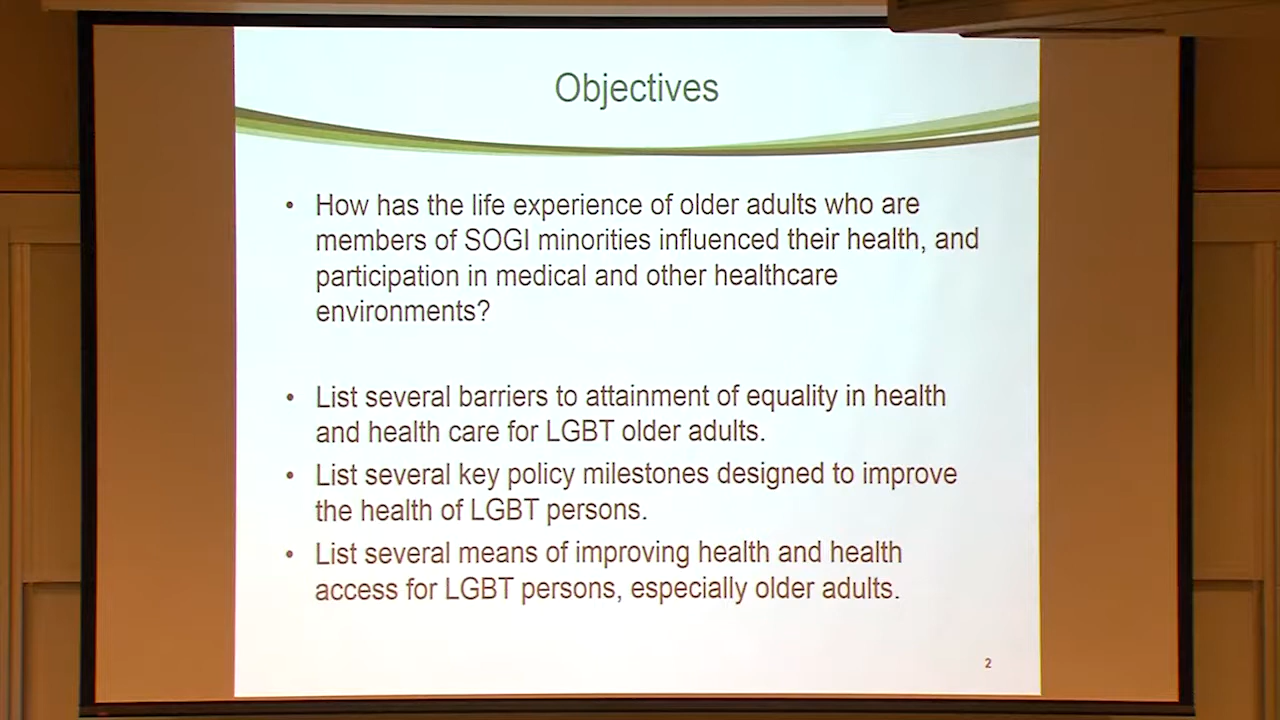 Objectives
• How has the life experience of older adults who are
members of SOGI minorities influenced their health, and
participation in medical and other healthcare
environments?
• List several barriers to attainment of equality in health
and health care for LGBT older adults.
• List several key policy milestones designed to improve
the health of LGBT persons.
• List several means of improving health and health
access for LGBT persons, especially older adults.
2